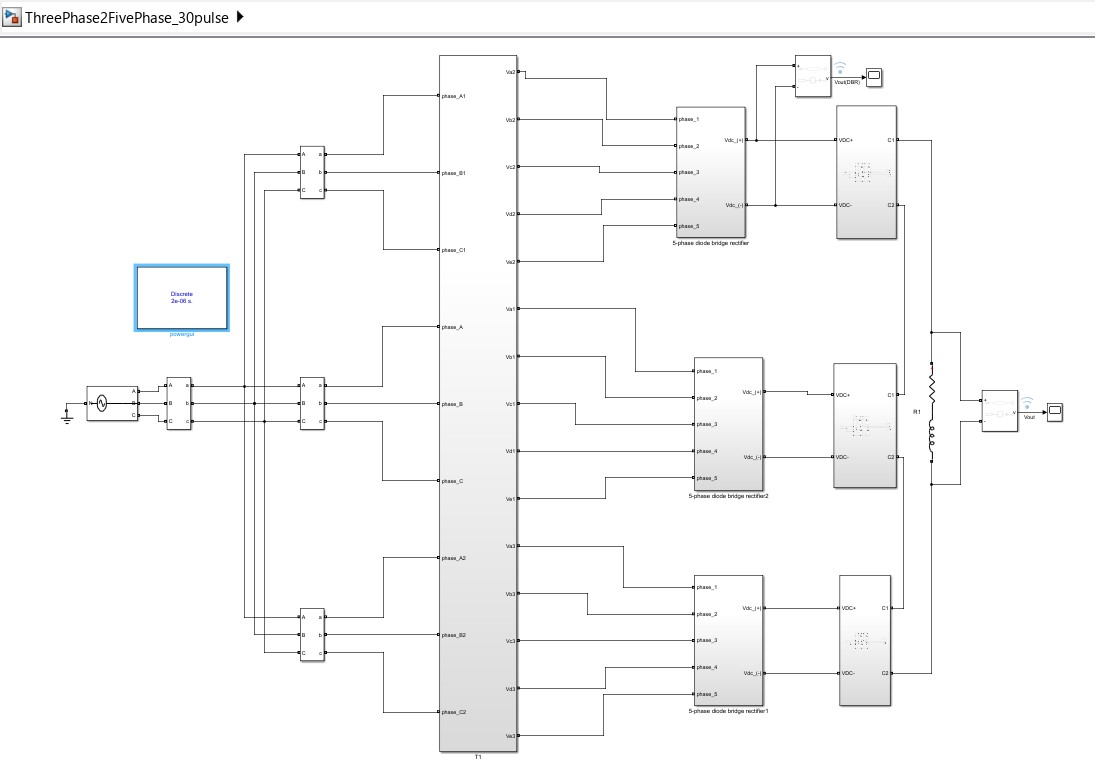 ThreePhase2FivePhase_30pulse
Discrete
2e-06 s.
powergui
N
A
B
C
A
B
C
a
b
c
A
B
C
a
b
c
A
B
C
a
b
c
A
B
C
a
b
c
phase_A1
phase_B1
phase_C1
phase_A
phase_B
phase_C
phase_A2
phase_B2
phase_C2
Va2
Vb2
Vc2
Vd2
Ve2
Va1
Vb1
Vc1
Vd1
Ve1
Va3
Vb3
Vc3
Vd3
Ve3
T1
phase_1
phase_2
phase_3
phase_4
phase_5
Vdc_(+)
Vdc_(-)
5-phase diode bridge rectifier
+
-
v
Vout(DBR)
VDC+
VDC-
C1
C2
phase_1
phase_2
phase_3
phase_4
phase_5
Vdc_(+)
Vdc_(-)
5-phase diode bridge rectifier2
VDC+
VDC-
C1
C2
R1
+
-
v
Vout
phase_1
phase_2
phase_3
phase_4
phase_5
Vdc_(+)
Vdc_(-)
5-phase diode bridge rectifier1
VDC+
VDC-
C1
C2